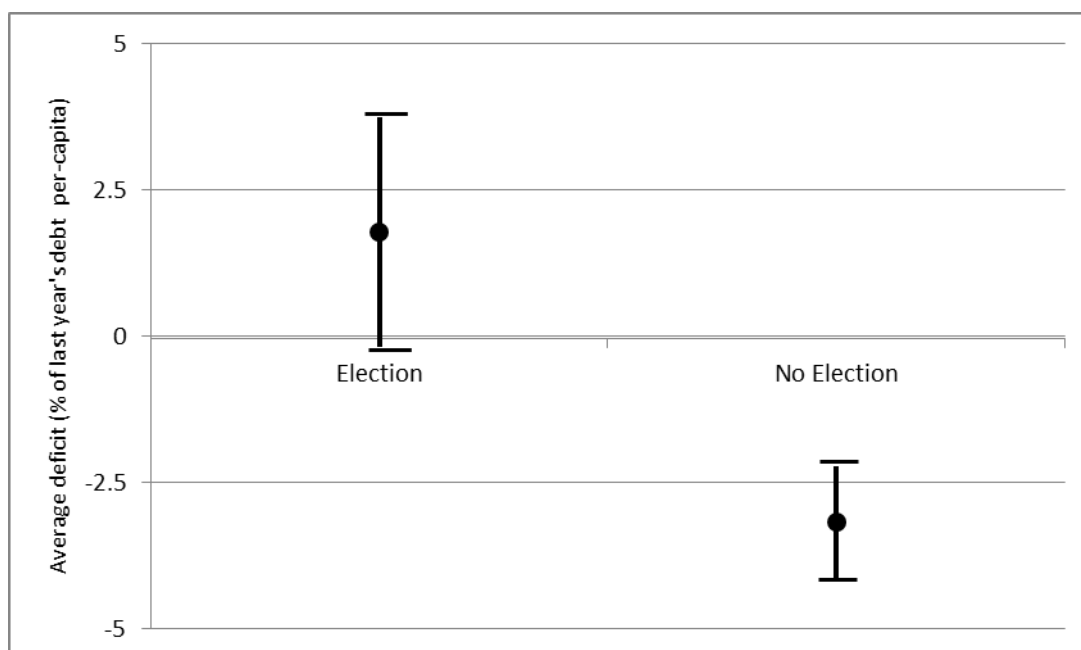 Average deficit (% of last year's debt per-capita)
5
2.5
0
Election
No Election
-2.5
-5